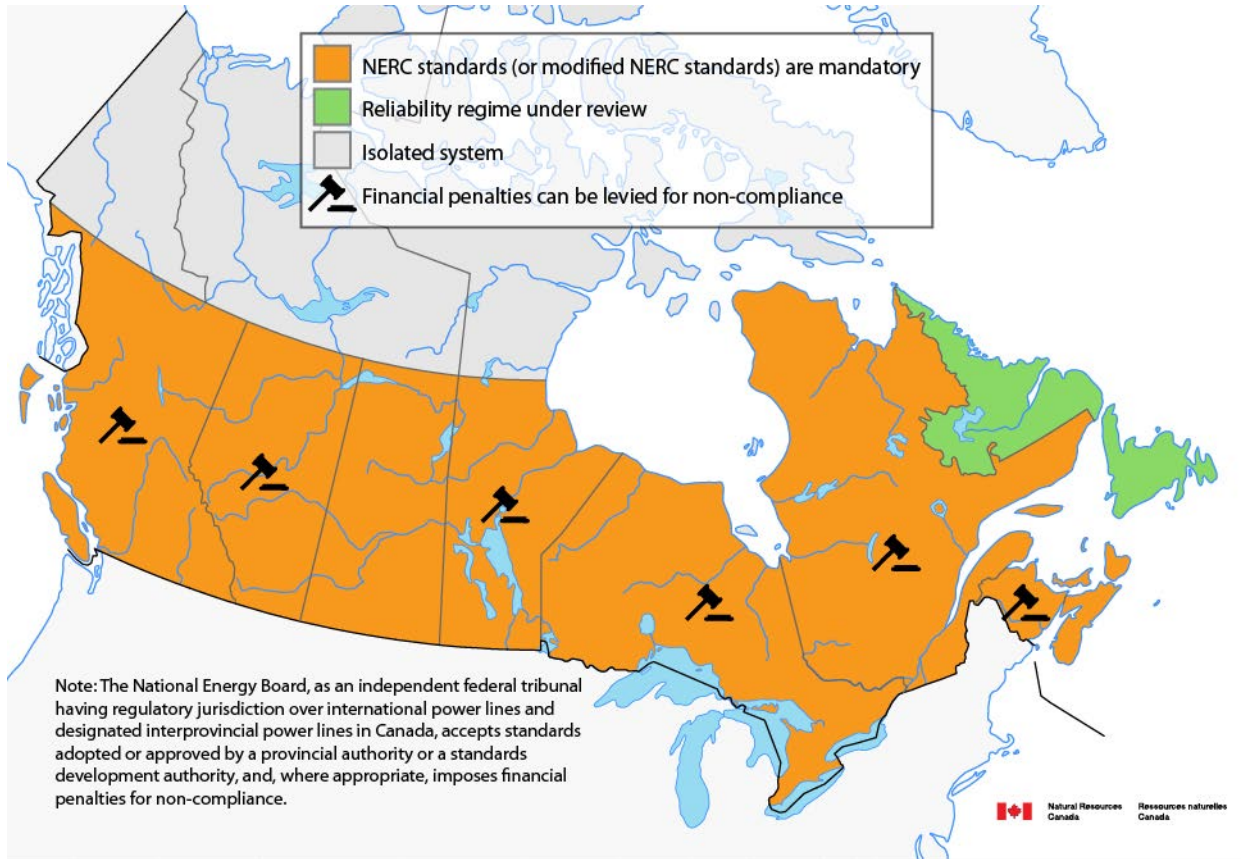 NERC standards (or modified NERC standards) are mandatory
Reliability regime under review
Isolated system
Financial penalties can be levied for non-compliance
Note: The National Energy Board, as an independent federal tribunal
having regulatory jurisdiction over international power lines and
designated interprovincial power lines in Canada, accepts standards
adopted or approved by a provincial authority or a standards
development authority, and, where appropriate, imposes financial
penalties for non-compliance.
Natural Resources Ressources naturelles
Canada Canada